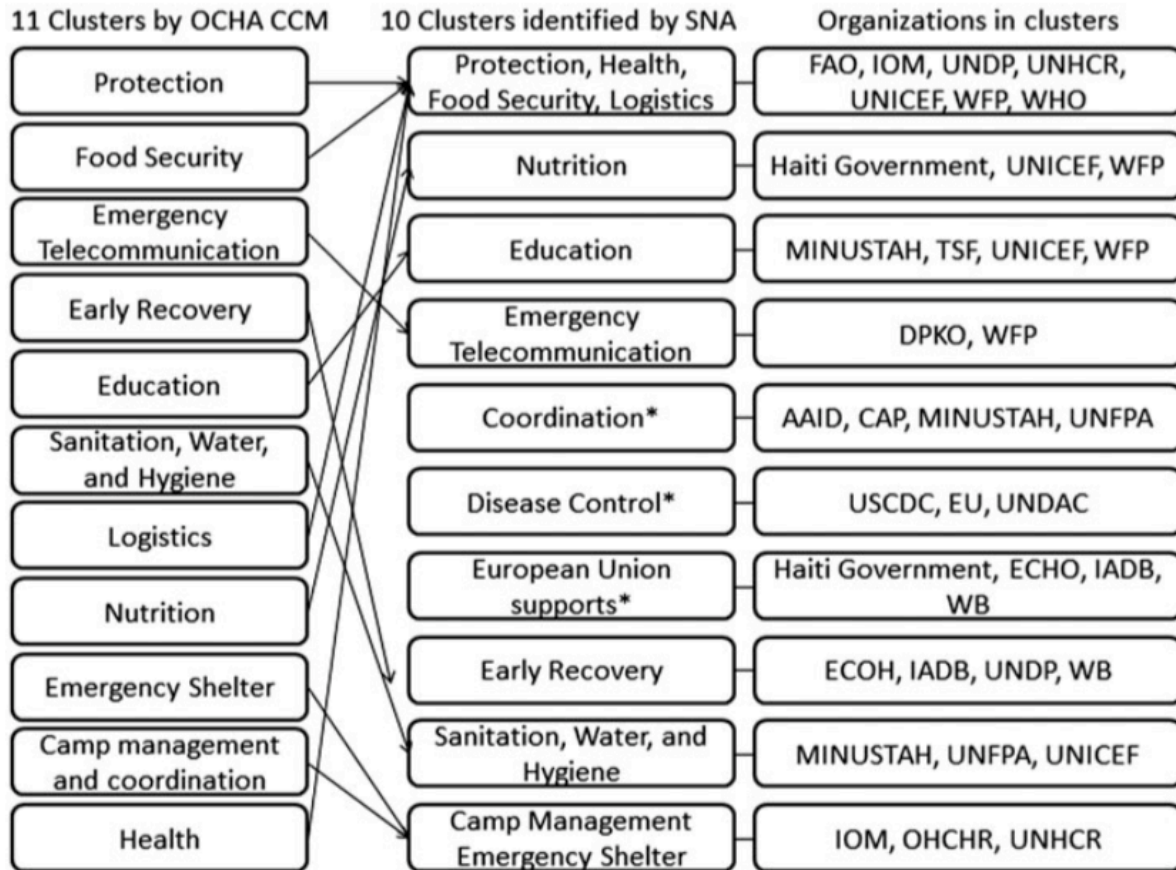 11 Clusters by OCHA CCM
Protection
Food Security
Emergency
Telecommunication
Early Recovery
Education
Sanitation, Water,
and Hygiene
Logistics
Nutrition
Emergency Shelter
Camp management
and coordination
Health
10 Clusters identified by SNA
Protection, Health,
Food Security, Logistics
Nutrition
Education
Emergency
Telecommunication
Coordination*
Disease Control*
European Union
supports*
Early Recovery
Sanitation, Water, and
Hygiene
Camp Management
Emergency Shelter
Organizations in clusters
FAO, IOM, UNDP, UNHCR,
UNICEF, WFP, WHO
Haiti Government, UNICEF, WFP
MINUSTAH, TSF, UNICEF, WFP
DPKO, WFP
AAID, CAP, MINUSTAH, UNFPA
USCDC, EU, UNDAC
Haiti Government, ECHO, IADB,
WB
ECOH, IADB, UNDP, WB
MINUSTAH, UNFPA, UNICEF
IOM, OHCHR, UNHCR